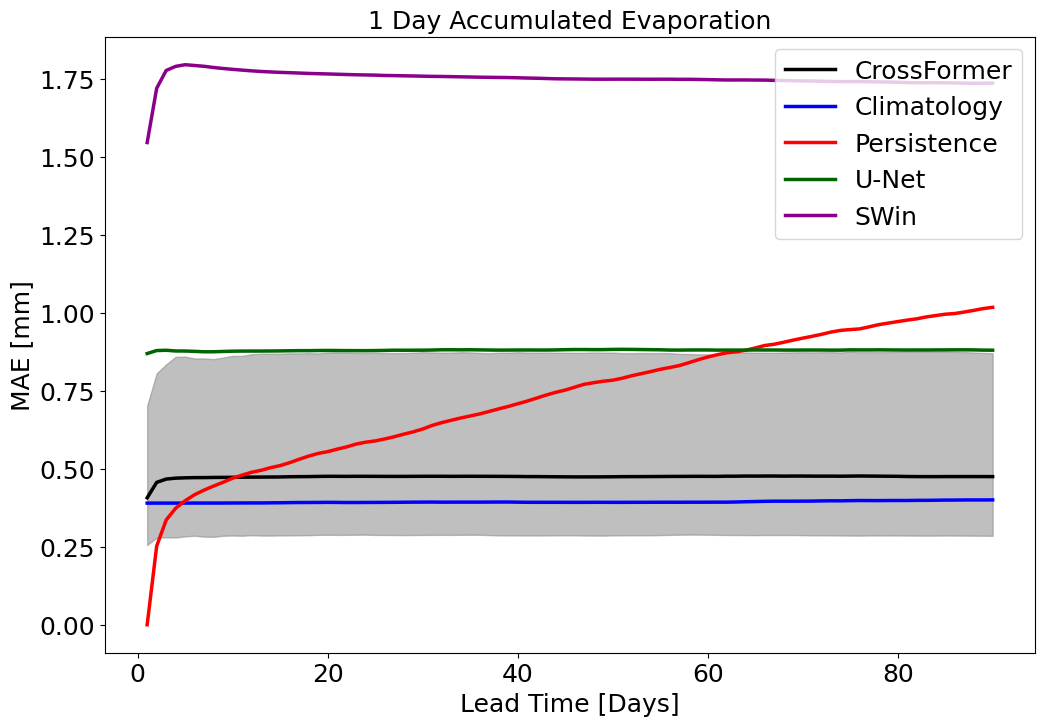 1 Day Accumulated Evaporation
MAE [mm]
1.75
1.50
1.25
1.00
0.75
0.50
0.25
0.00
CrossFormer
Climatology
Persistence
U-Net
SWin
0 20 40 60 80
Lead Time [Days]